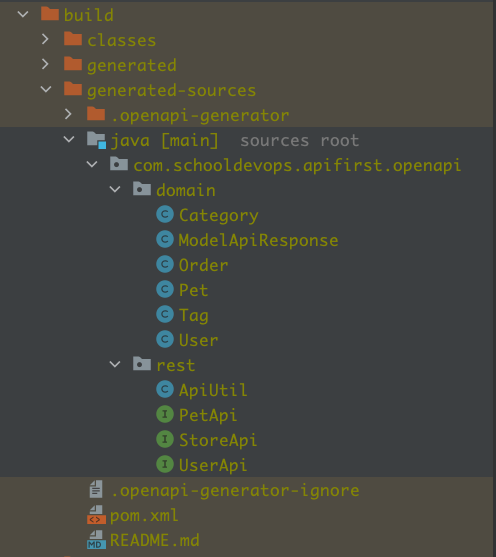 build
classes
generated
generated-sources
.openapi-generator
java [main] sources root
com.schooldevops.apifirst.openapi
domain
C Category
C ModelApiResponse
C Order
C Pet
C Tag
C User
rest
C ApiUtil
I PetApi
I StoreApi
I UserApi
.openapi-generator-ignore
<> pom.xml
MD README.md